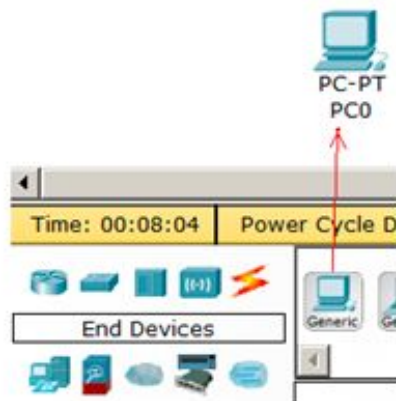 PC-PT
PC0
Time: 00:08:04
Power Cycle D
Generic
End Devices